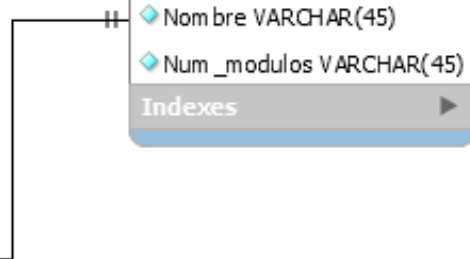 Nombre VARCHAR(45)
Num_modulos VARCHAR(45)
Indexes